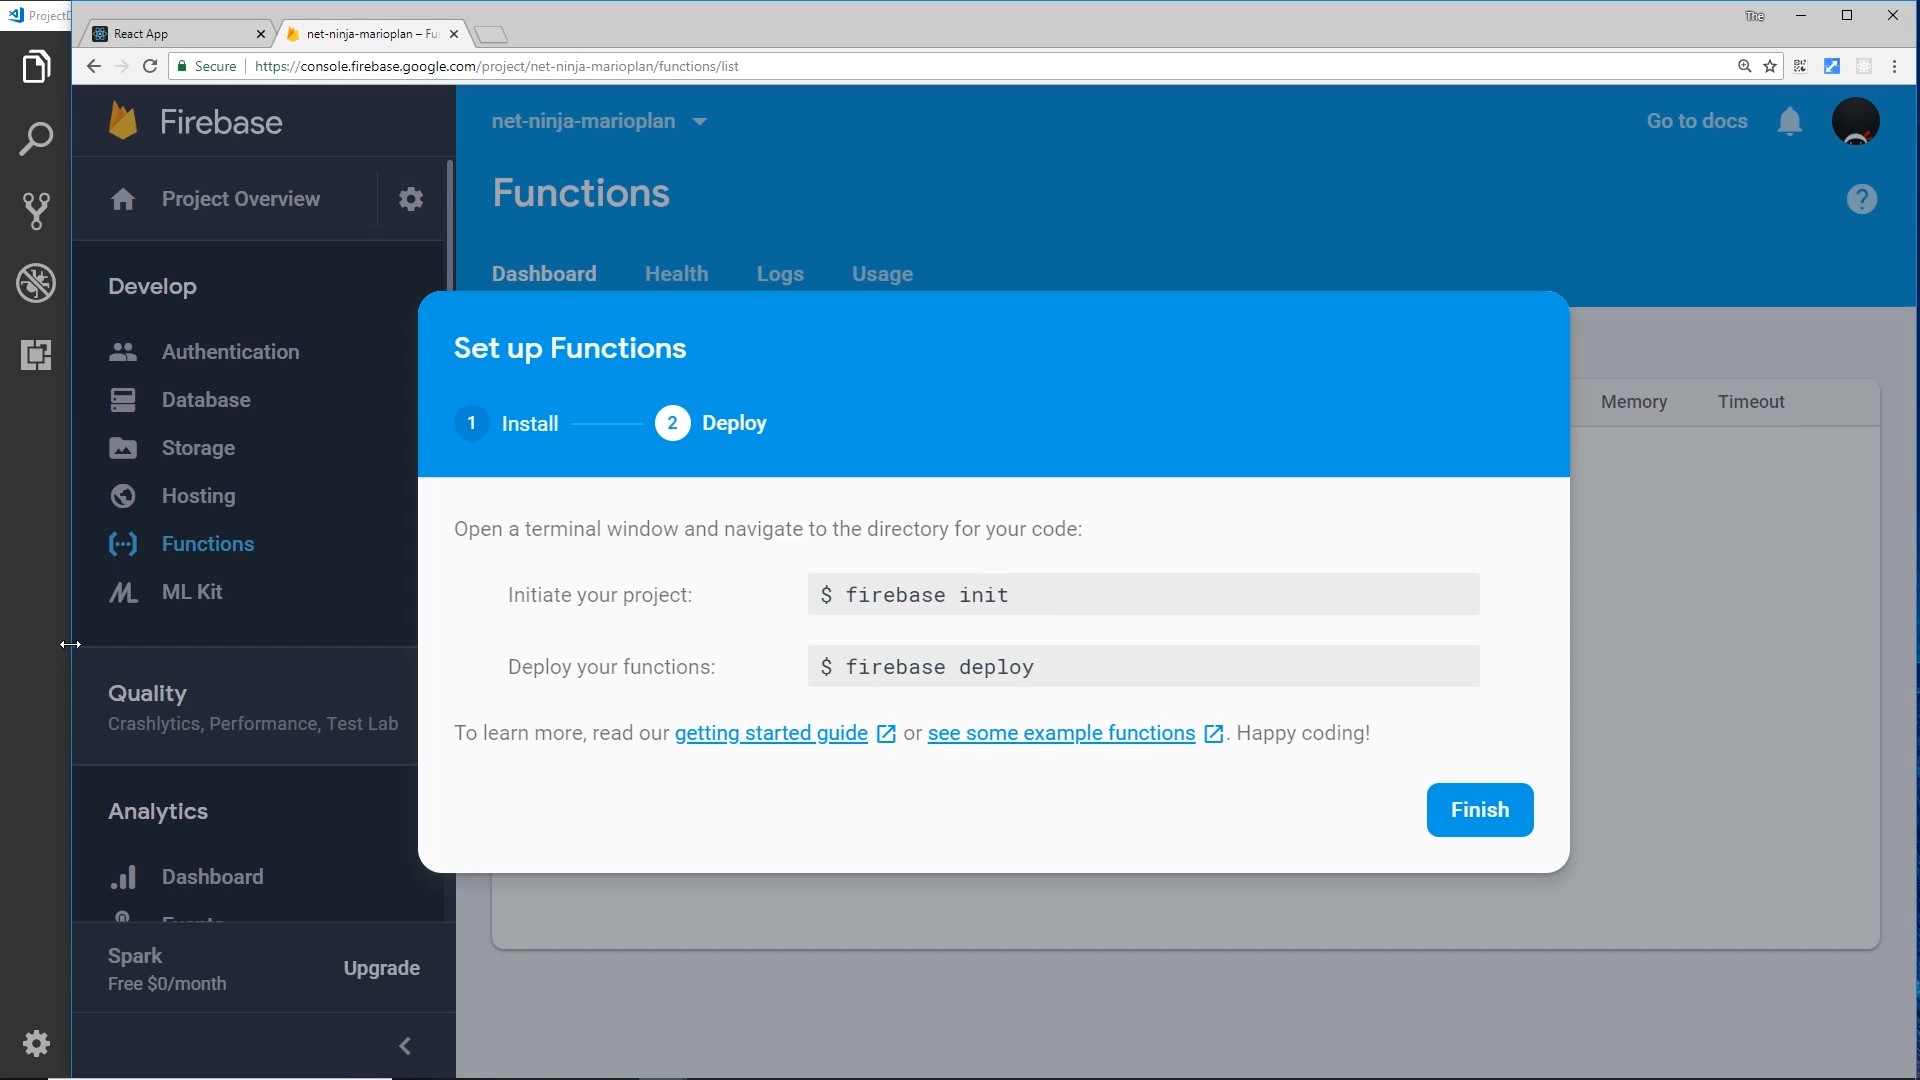 ProjectD
React App
net-ninja-marioplan – Fu
The
Secure
https://console.firebase.google.com/project/net-ninja-marioplan/functions/list
Firebase
net-ninja-marioplan
Go to docs
Project Overview
Functions
Dashboard
Health
Logs
Usage
Develop
Authentication
Database
Storage
Hosting
Functions
ML Kit
Quality
Crashlytics, Performance, Test Lab
Analytics
Dashboard
Events
Spark
Free $0/month
Upgrade
Set up Functions
1 Install
2 Deploy
Memory
Timeout
Open a terminal window and navigate to the directory for your code:
Initiate your project:
$ firebase init
Deploy your functions:
$ firebase deploy
To learn more, read our getting started guide or see some example functions . Happy coding!
Finish